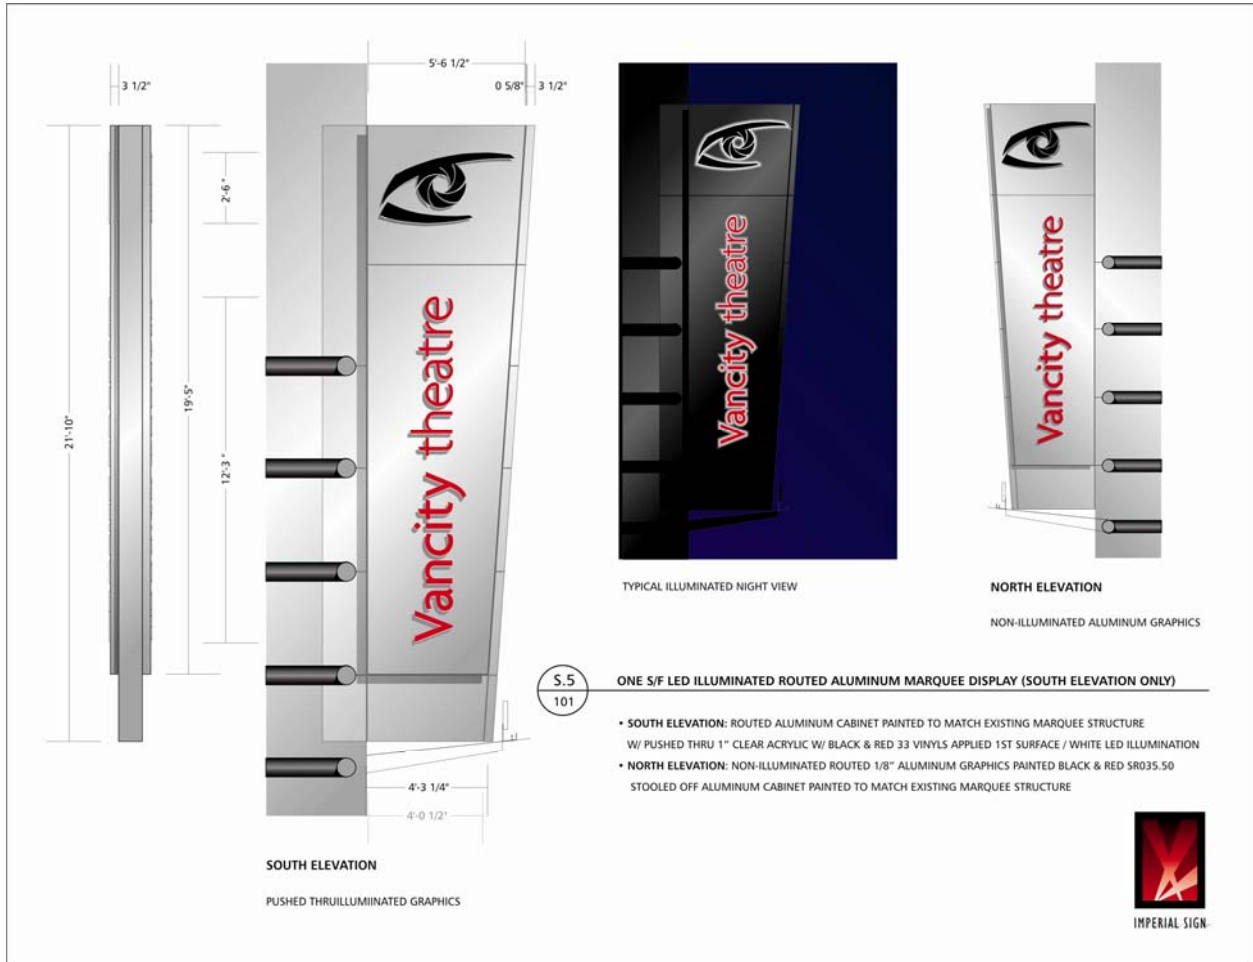 5'-6 1/2"
3 1/2"
0 5/8"
3 1/2"
2'-6 "
21'-10"
19'-5"
12'-3 "
Vancity theatre
Vancity theatre
Vancity theatre
TYPICAL ILLUMINATED NIGHT VIEW
NORTH ELEVATION
NON-ILLUMINATED ALUMINUM GRAPHICS
S.5
101
ONE S/F LED ILLUMINATED ROUTED ALUMINUM MARQUEE DISPLAY (SOUTH ELEVATION ONLY)
• SOUTH ELEVATION: ROUTED ALUMINUM CABINET PAINTED TO MATCH EXISTING MARQUEE STRUCTURE
W/ PUSHED THRU 1" CLEAR ACRYLIC W/ BLACK & RED 33 VINYLS APPLIED 1ST SURFACE / WHITE LED ILLUMINATION
• NORTH ELEVATION: NON-ILLUMINATED ROUTED 1/8" ALUMINUM GRAPHICS PAINTED BLACK & RED SR035.50
STOOLED OFF ALUMINUM CABINET PAINTED TO MATCH EXISTING MARQUEE STRUCTURE
4'-3 1/4"
4'-0 1/2"
SOUTH ELEVATION
PUSHED THRUILLUMIINATED GRAPHICS
IMPERIAL SIGN